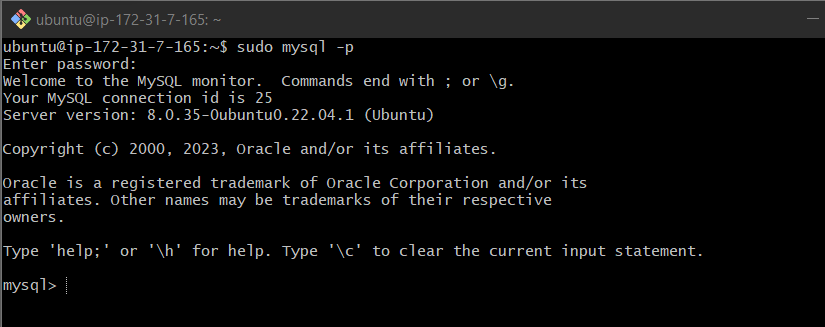 ubuntu@ip-172-31-7-165: ~
ubuntu@ip-172-31-7-165:~$ sudo mysql -p
Enter password:
Welcome to the MySQL monitor.  Commands end with ; or \g.
Your MySQL connection id is 25
Server version: 8.0.35-0ubuntu0.22.04.1 (Ubuntu)
Copyright (c) 2000, 2023, Oracle and/or its affiliates.
Oracle is a registered trademark of Oracle Corporation and/or its
affiliates. Other names may be trademarks of their respective
owners.
Type 'help;' or '\h' for help. Type '\c' to clear the current input statement.
mysql>